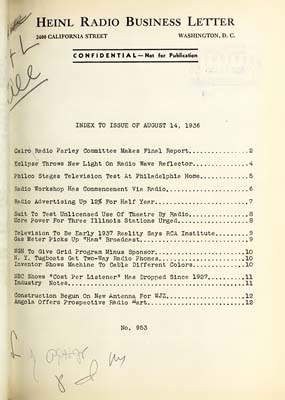 HEINL RADIO BUSINESS LETTER
2400 CALIFORNIA STREET WASHINGTON, D. C.
CONFIDENTIAL—Not for Publication
INDEX TO ISSUE OF AUGUST 14, 1936
Cairo Radio Parley Committee Makes Final Report...............2
Eclipse Throws New Light On Radio Wave Reflector..............4
Philco Stages Television Test At Philadelphia Home............5
Radio Workshop Has Commencement Via Radio.....................6
Radio Advertising Up 12% For Half Year........................7
Suit To Test Unlicensed Use Of Theatre By Radio...............8
More Power For Three Illinois Stations Urged..................8
Television To Be Early 1937 Reality Says RCA Institute........9
Gas Meter Picks Up "Ham" Broadcast............................9
MGM To Give Grid Program Minus Sponsor.......................10
N. Y. Tugboats Get Two-Way Radio Phones......................10
Inventor Shows Machine To Cable Different Colors.............10
NBC Shows "Cost Per Listener" Has Dropped Since 1927.........11
Industry Notes...............................................11
Construction Begun On New Antenna For WJZ....................12
Angola Offers Prospective Radio Mart.........................12
No. 953